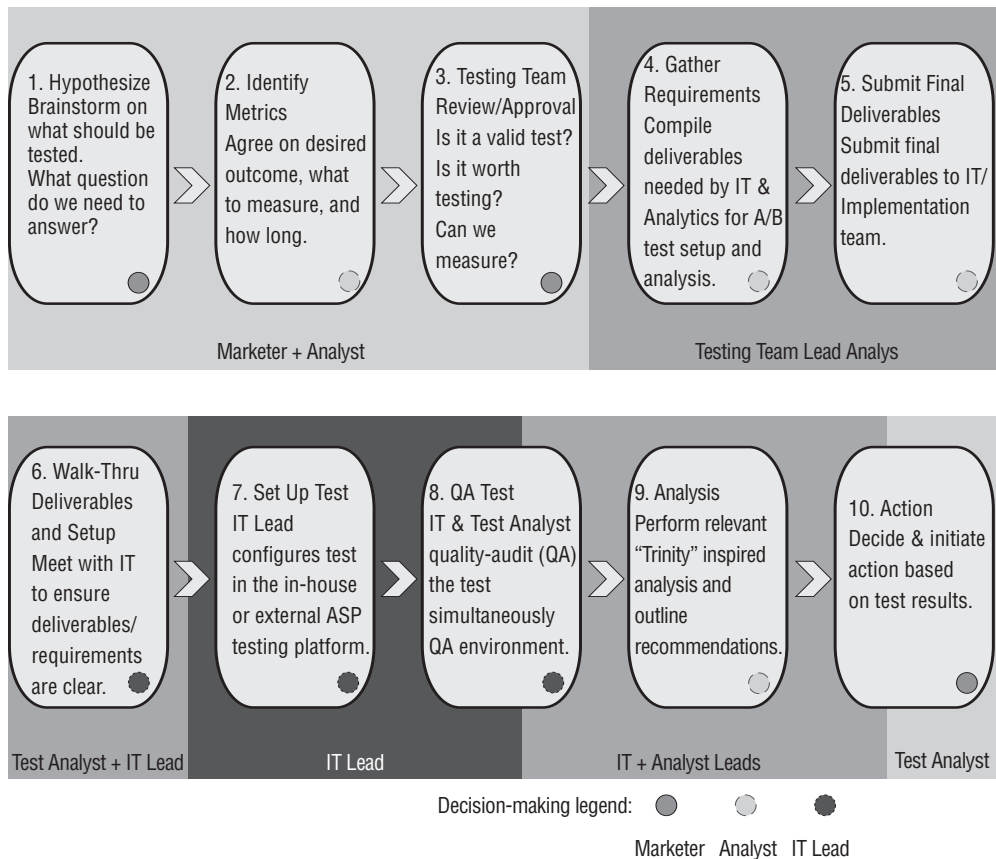 1. Hypothesize
Brainstorm on
what should be
tested.
What question
do we need to
answer?
2. Identify
Metrics
Agree on desired
outcome, what
to measure, and
how long.
3. Testing Team
Review/Approval
Is it a valid test?
Is it worth
testing?
Can we
measure?
4. Gather
Requirements
Compile
deliverables
needed by IT &
Analytics for A/B
test setup and
analysis.
5. Submit Final
Deliverables
Submit final
deliverables to IT/
Implementation
team.
Marketer + Analyst
Testing Team Lead Analys
6. Walk-Thru
Deliverables
and Setup
Meet with IT
to ensure
deliverables/
requirements
are clear.
7. Set Up Test
IT Lead
configures test
in the in-house
or external ASP
testing platform.
8. QA Test
IT & Test Analyst
quality-audit (QA)
the test
simultaneously
QA environment.
9. Analysis
Perform relevant
“Trinity” inspired
analysis and
outline
recommendations.
10. Action
Decide & initiate
action based
on test results.
Test Analyst + IT Lead
IT Lead
IT + Analyst Leads
Test Analyst
Decision-making legend:
Marketer Analyst IT Lead